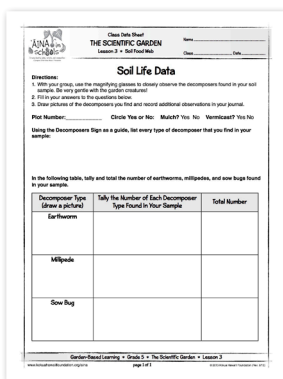 'ĀINA in
schools
Class Data Sheet
THE SCIENTIFIC GARDEN
Lesson 3 • Soil Food Web
Name
Class Date
Soil Life Data
Directions:
1. With your group, use the magnifying glasses to closely observe the decomposers found in your soil
sample. Be very gentle with the garden creatures!
2. Fill in your answers to the questions below.
3. Draw pictures of the decomposers you find and record additional observations in your journal.
Plot Number: Circle Yes or No: Mulch? Yes No Vermicast? Yes No
Using the Decomposers Sign as a guide, list every type of decomposer that you find in your
sample:
In the following table, tally and total the number of earthworms, millipedes, and sow bugs found
in your sample.
Decomposer Type
(draw a picture)
Tally the Number of Each Decomposer
Type Found in Your Sample
Total Number
Earthworm
Millipede
Sow Bug
Garden-Based Learning • Grade 5 • The Scientific Garden • Lesson 3
page 1 of 1